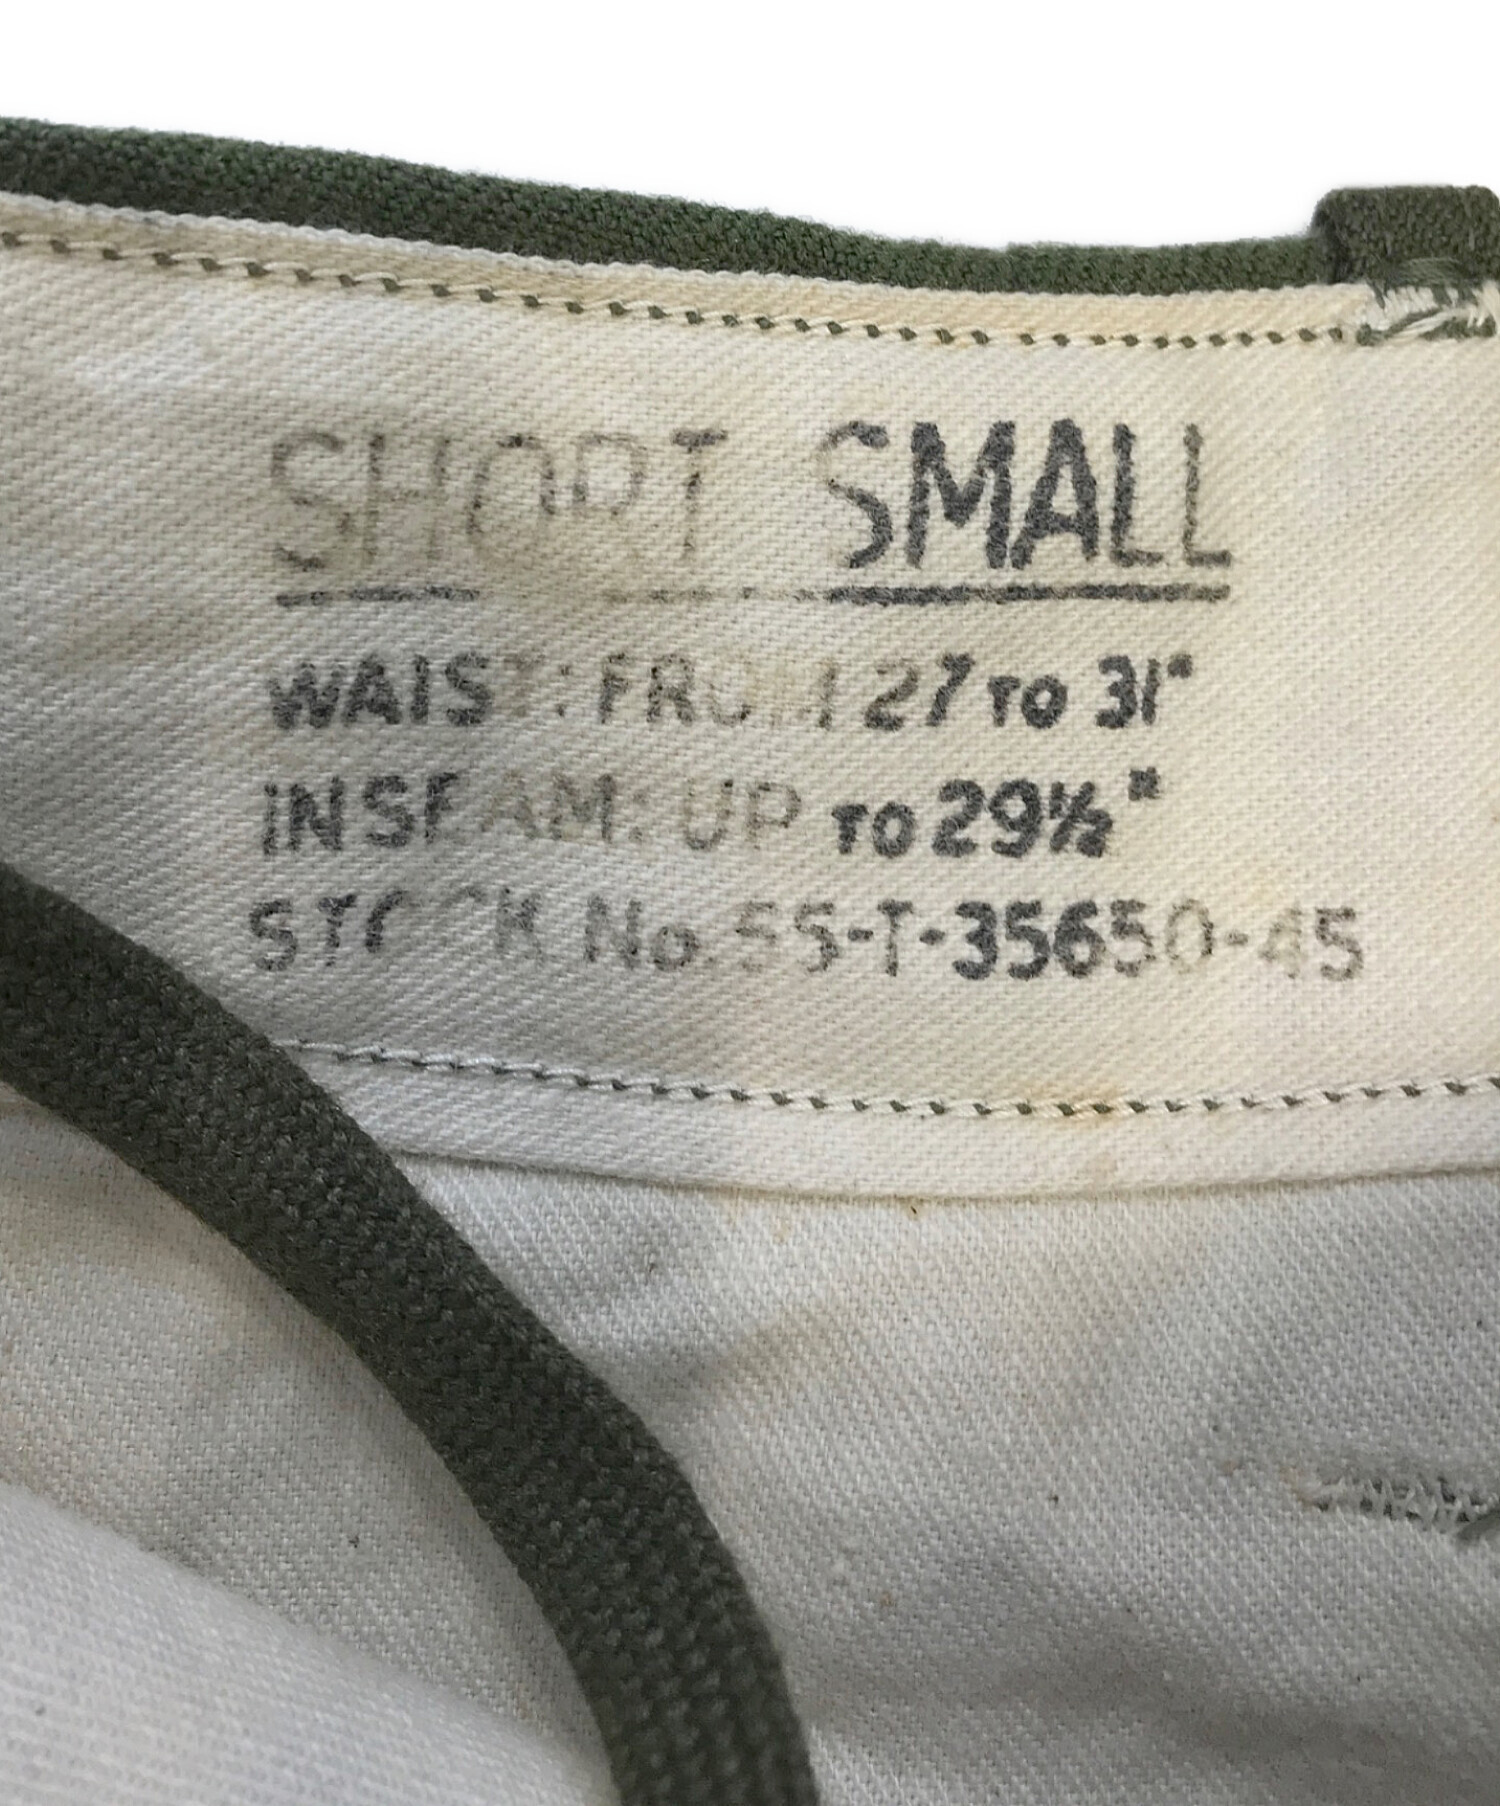 SHORT SMALL
WAIST: FROM 27 TO 31"
INSEAM: UP TO 29½"
STOCK No. 55-T-35650-45